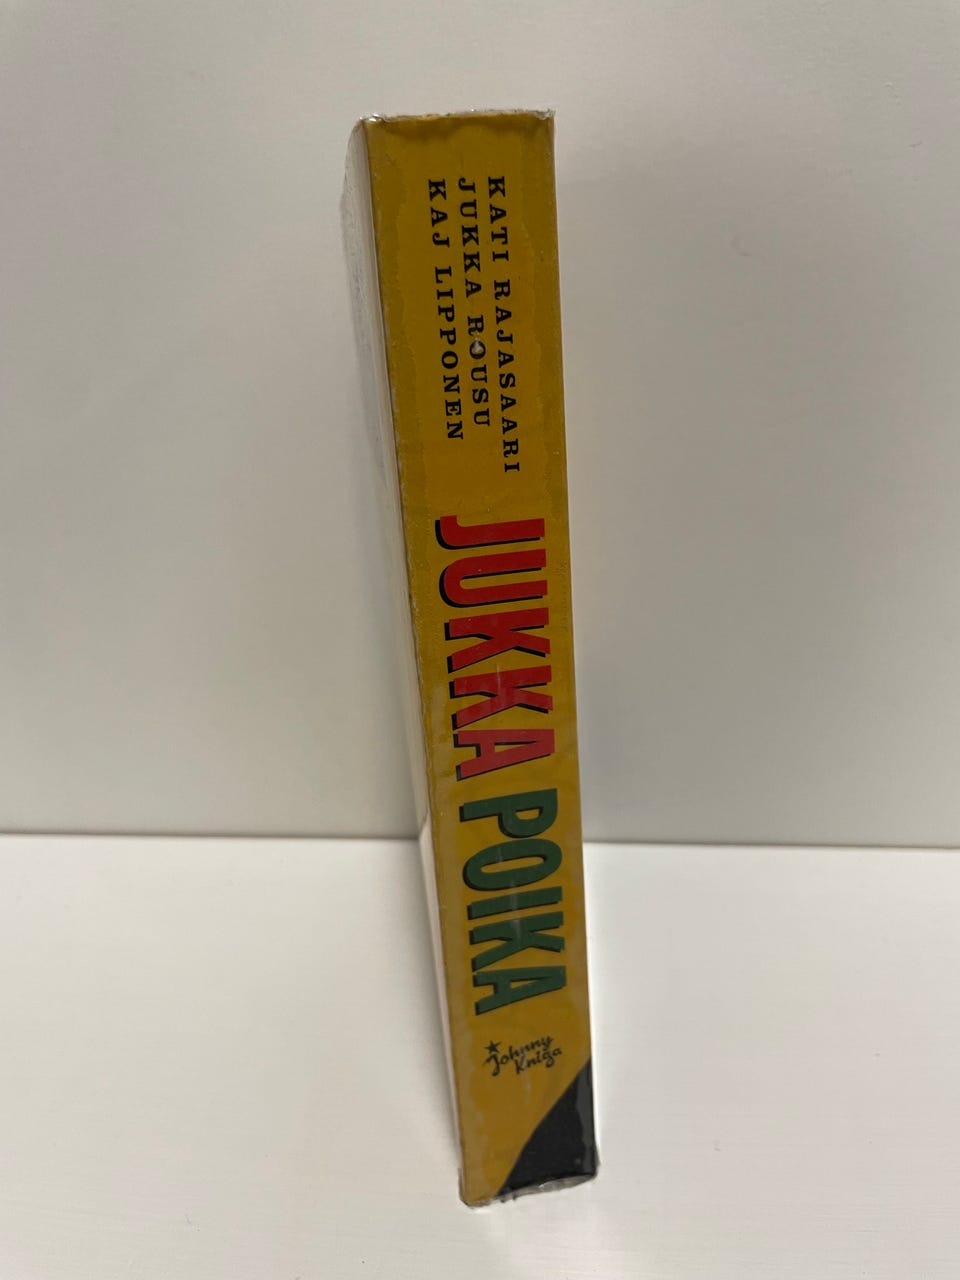 KATI RAJASAARI
JUKKA ROUSU
KAJ LIPPONEN
JUKKA POIKA
Johnny
Kniga